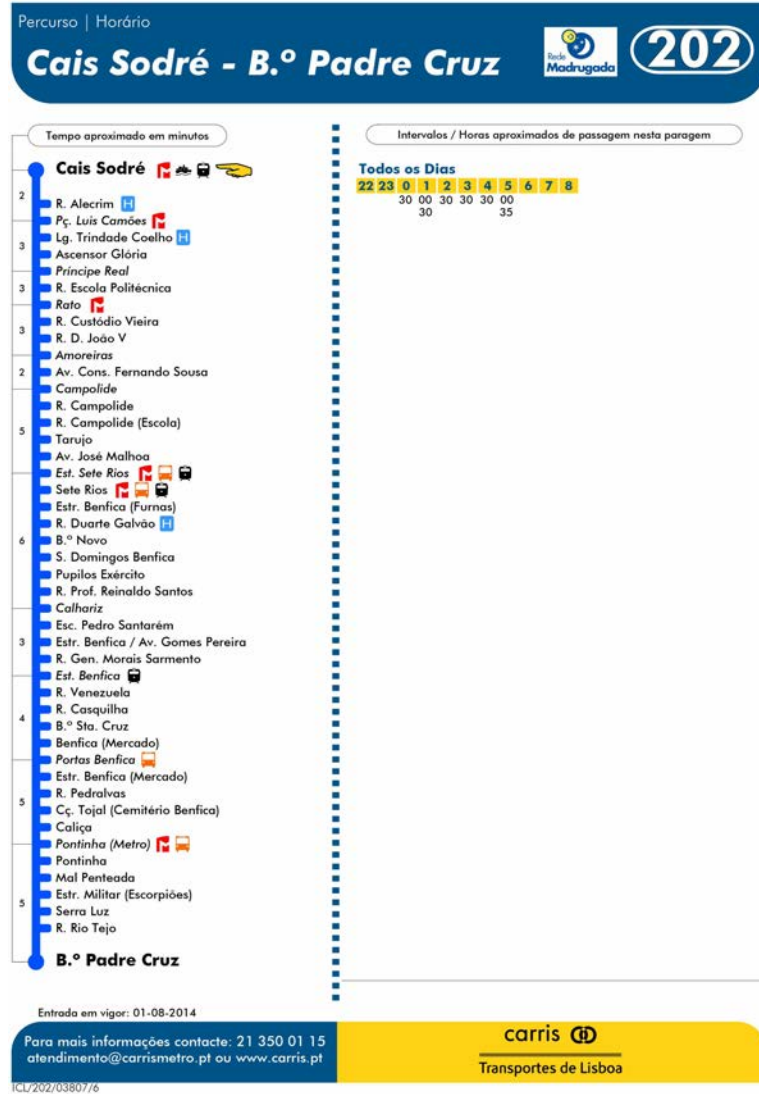 Percurso | Horário
Cais Sodré - B.º Padre Cruz
Rede
Madrugada
202
Tempo aproximado em minutos
Cais Sodré
2
R. Alecrim H
Pç. Luis Camões
Lg. Trindade Coelho H
3
Ascensor Glória
Príncipe Real
3 R. Escola Politécnica
Rato
R. Custódio Vieira
3
R. D. João V
Amoreiras
2 Av. Cons. Fernando Sousa
Campolide
R. Campolide
R. Campolide (Escola)
5
Tarujo
Av. José Malhoa
Est. Sete Rios
Sete Rios
Estr. Benfica (Furnas)
R. Duarte Galvão H
6 B.º Novo
S. Domingos Benfica
Pupilos Exército
R. Prof. Reinaldo Santos
Calhariz
Esc. Pedro Santarém
3 Estr. Benfica / Av. Gomes Pereira
R. Gen. Morais Sarmento
Est. Benfica
R. Venezuela
R. Casquilha
4
B.º Sta. Cruz
Benfica (Mercado)
Portas Benfica
Estr. Benfica (Mercado)
R. Pedralvas
5
Cç. Tojal (Cemitério Benfica)
Caliça
Pontinha (Metro)
Pontinha
Mal Penteada
Estr. Militar (Escorpiões)
5
Serra Luz
R. Rio Tejo
B.º Padre Cruz
Intervalos / Horas aproximados de passagem nesta paragem
Todos os Dias
22 23 0 1 2 3 4 5 6 7 8
30 00 30 30 30 00
30 35
Entrada em vigor: 01-08-2014
Para mais informações contacte: 21 350 01 15
atendimento@carrismetro.pt ou www.carris.pt
carris
Transportes de Lisboa
ICL/202/03807/6